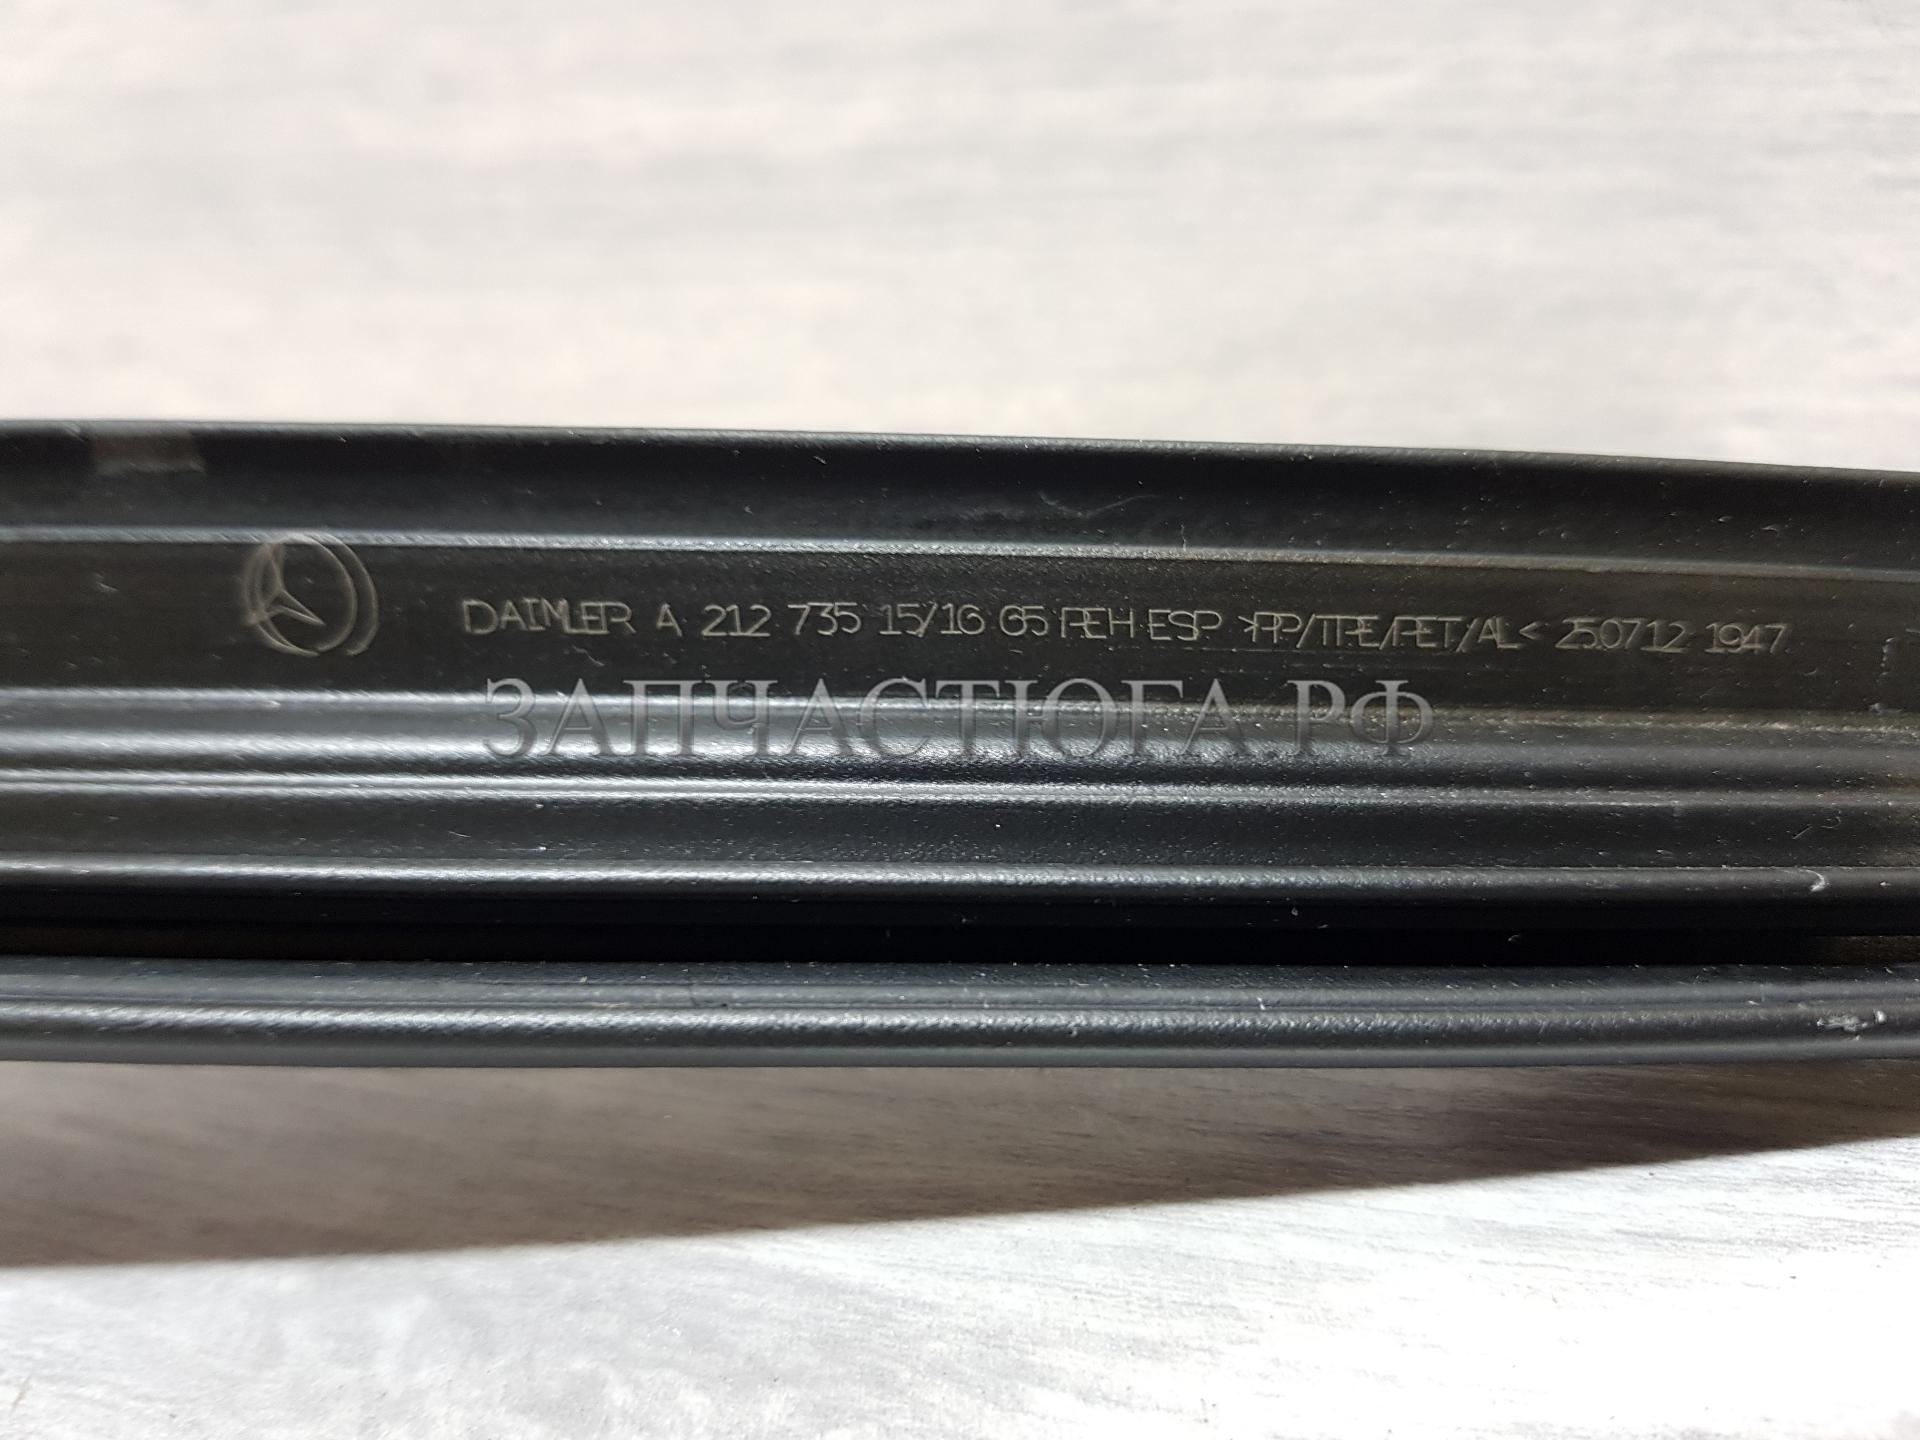 DAIMLER A 212 735 15/16 65 REH ESP >PP/TPE/PET/AL< 25.07.12 1947
ЗАПЧАСТЮГА.РФ